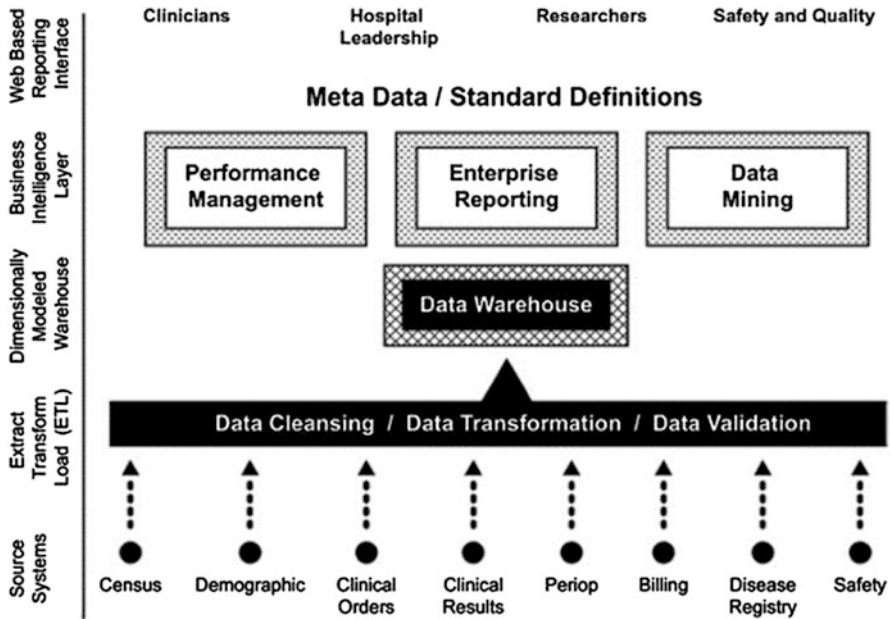 Web Based
Reporting
Interface
Clinicians
Hospital
Leadership
Researchers
Safety and Quality
Meta Data / Standard Definitions
Business
Intelligence
Layer
Performance
Management
Enterprise
Reporting
Data
Mining
Dimensionally
Modeled
Warehouse
Data Warehouse
Extract
Transform
Load (ETL)
Data Cleansing / Data Transformation / Data Validation
Source
Systems
Census
Demographic
Clinical
Orders
Clinical
Results
Periop
Billing
Disease
Registry
Safety